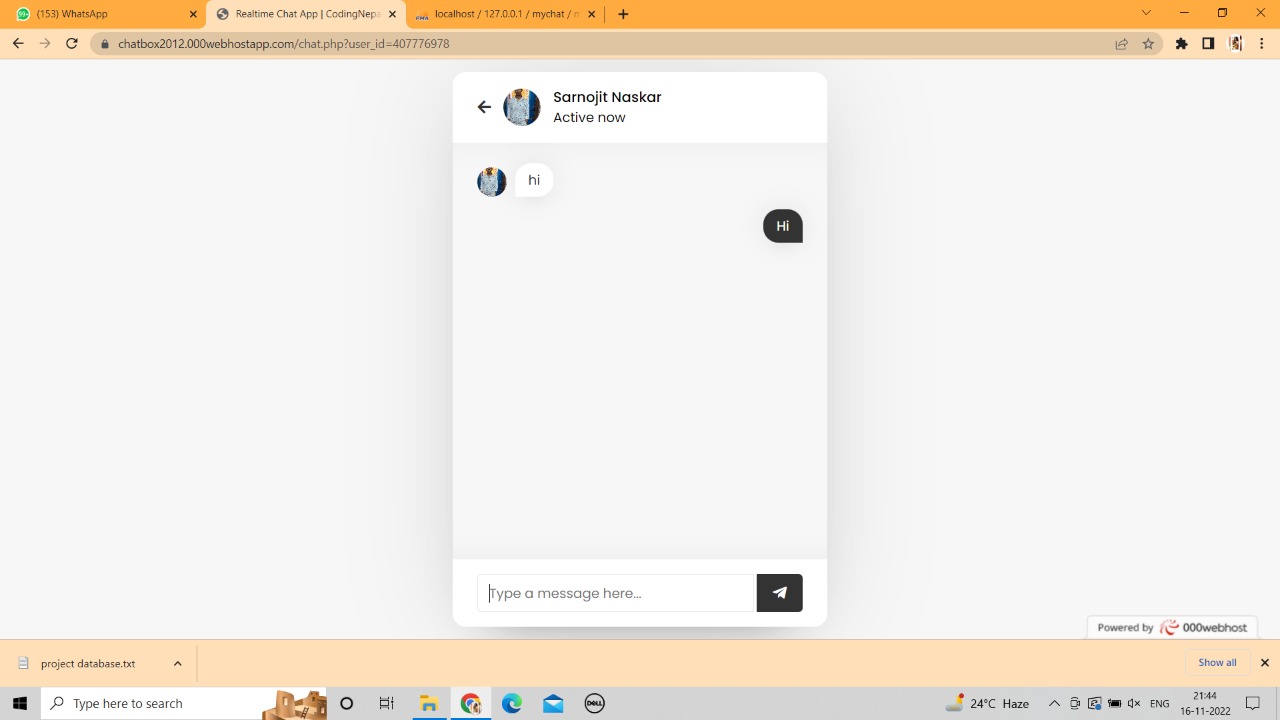 99+
(153) WhatsApp
Realtime Chat App | CodingNepa
localhost / 127.0.0.1 / mychat / m
chatbox2012.000webhostapp.com/chat.php?user_id=407776978
Sarnojit Naskar
Active now
hi
Hi
Type a message here...
Powered by 000webhost
project database.txt
Show all
Type here to search
DELL
24°C Haze
ENG
21:44
16-11-2022